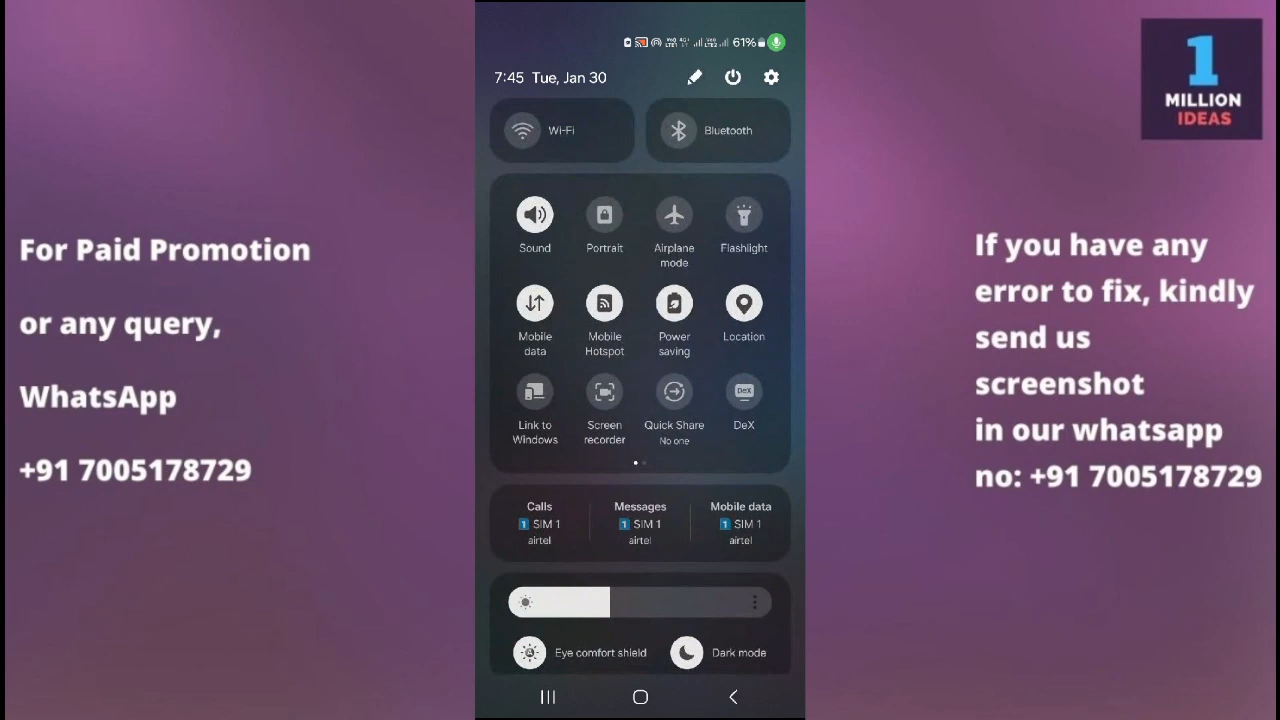 For Paid Promotion
or any query,
WhatsApp
+91 7005178729
61%
7:45 Tue, Jan 30
Wi-Fi
Bluetooth
Sound
Portrait
Airplane
mode
Flashlight
Mobile
data
Mobile
Hotspot
Power
saving
Location
Link to
Windows
Screen
recorder
Quick Share
No one
DeX
DeX
Calls
1 SIM 1
airtel
Messages
1 SIM 1
airtel
Mobile data
1 SIM 1
airtel
Eye comfort shield
Dark mode
1
MILLION
IDEAS
If you have any
error to fix, kindly
send us
screenshot
in our whatsapp
no: +91 7005178729